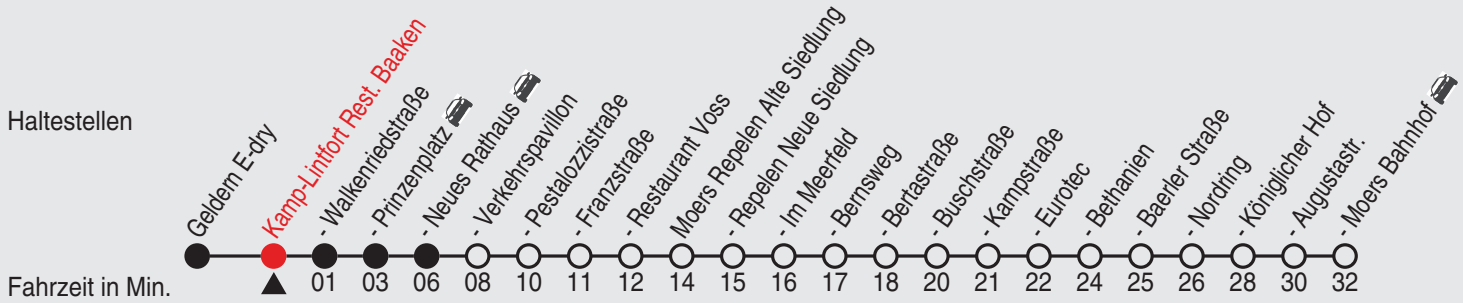 Haltestellen
Geldern E-dry
Kamp-Lintfort Rest. Baaken
- Walkenriedstraße
- Prinzenplatz
- Neues Rathaus
- Verkehrspavillon
- Pestalozzistraße
- Franzstraße
- Restaurant Voss
Moers Repelen Alte Siedlung
- Repelen Neue Siedlung
- Im Meerfeld
- Bernsweg
- Bertastraße
- Buschstraße
- Kampstraße
- Eurotec
- Bethanien
- Baerler Straße
- Nordring
- Königlicher Hof
- Augustastr.
- Moers Bahnhof
Fahrzeit in Min. 01 03 06 08 10 11 12 14 15 16 17 18 20 21 22 24 25 26 28 30 32